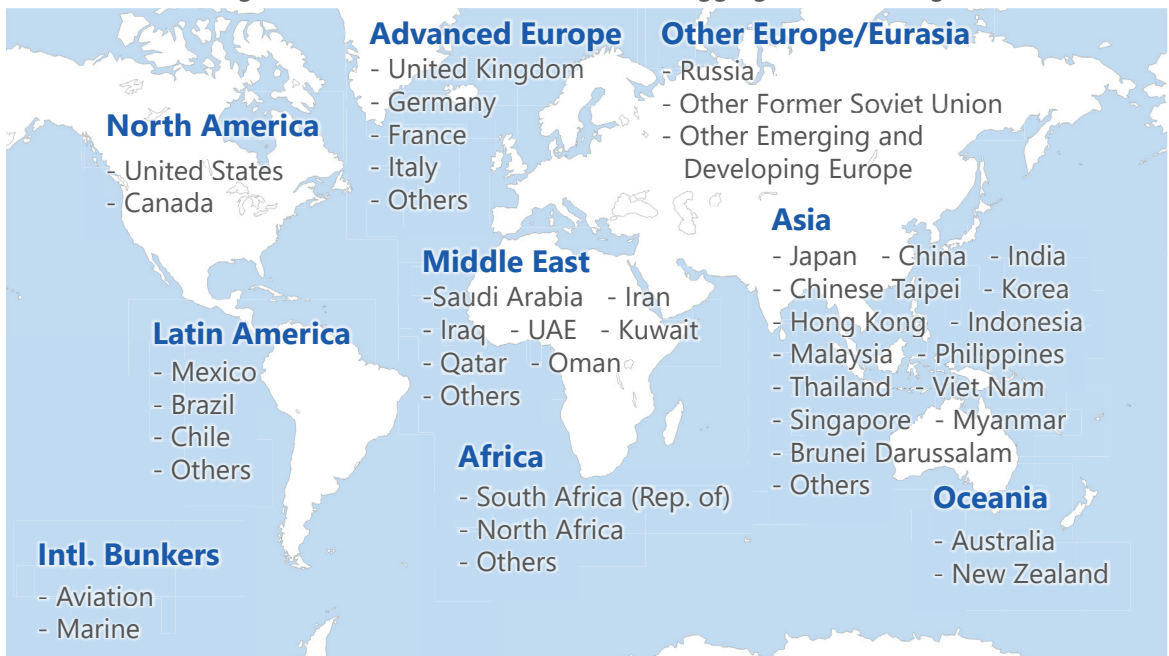 Advanced Europe
- United Kingdom
- Germany
- France
- Italy
- Others
Other Europe/Eurasia
- Russia
- Other Former Soviet Union
- Other Emerging and
Developing Europe
North America
- United States
- Canada
Asia
- Japan - China - India
- Chinese Taipei - Korea
- Hong Kong - Indonesia
- Malaysia - Philippines
- Thailand - Viet Nam
- Singapore - Myanmar
- Brunei Darussalam
- Others
Middle East
-Saudi Arabia - Iran
- Iraq - UAE - Kuwait
- Qatar - Oman
- Others
Latin America
- Mexico
- Brazil
- Chile
- Others
Africa
- South Africa (Rep. of)
- North Africa
- Others
Oceania
- Australia
- New Zealand
Intl. Bunkers
- Aviation
- Marine